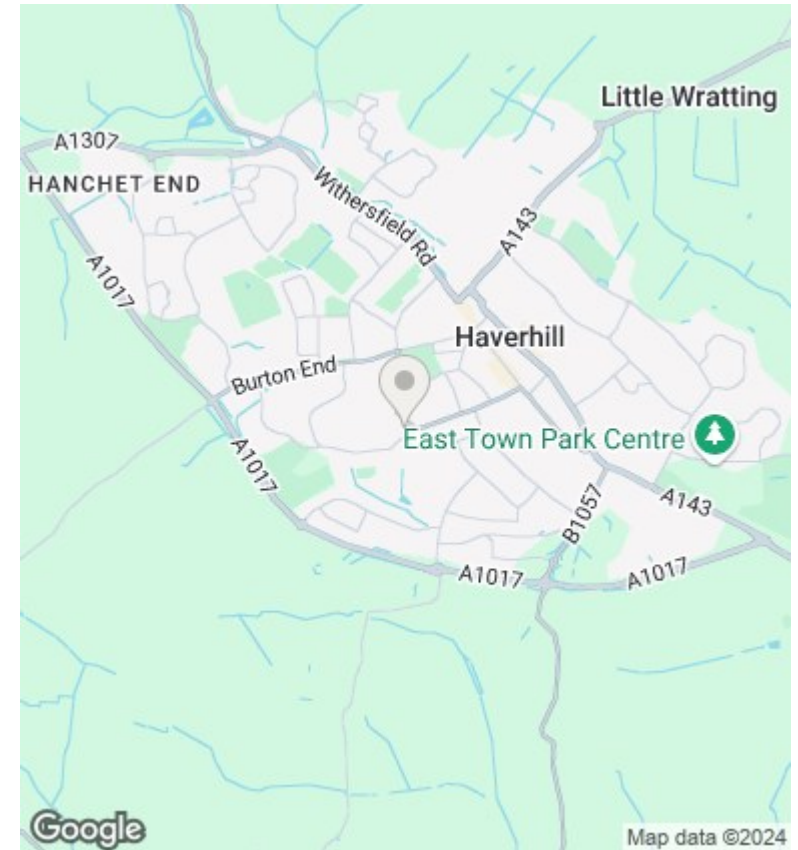 Little Wratting
A1307
HANCHET END
Withersfield Rd
A143
A1017
Haverhill
Burton End
East Town Park Centre
A1017
A143
B1057
A1017
A1017
Google
Map data ©2024